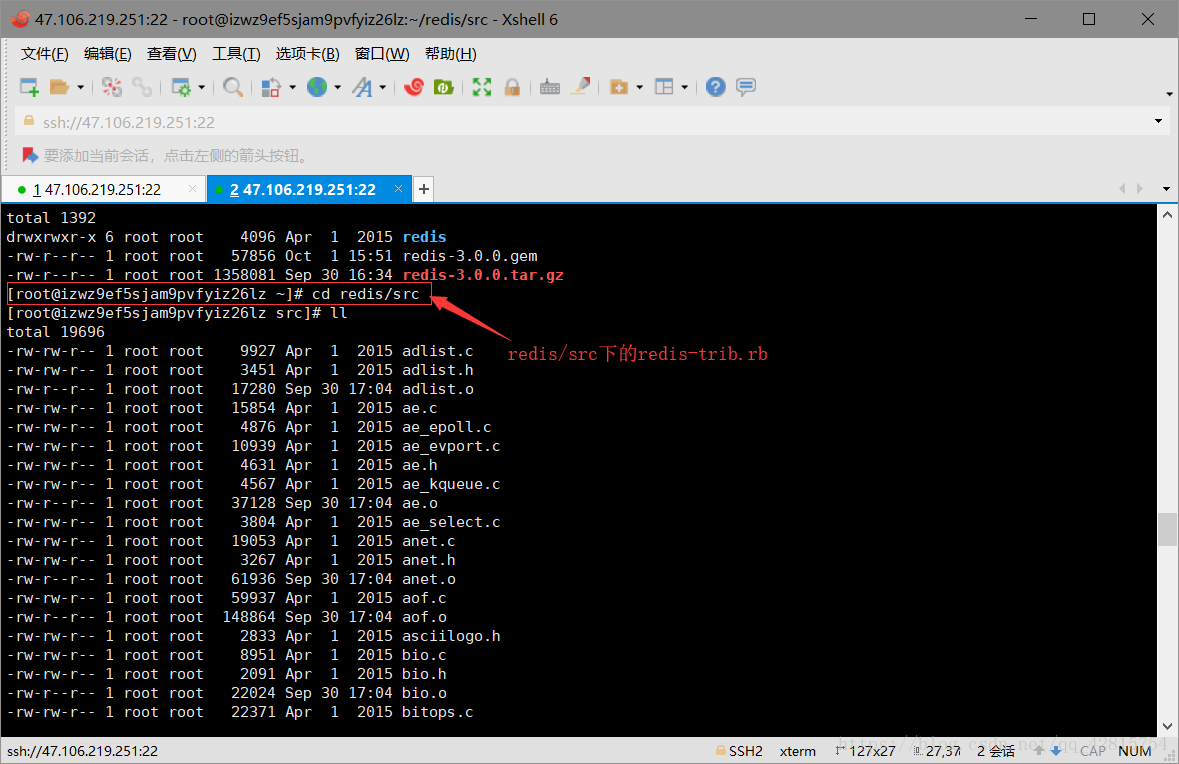 47.106.219.251:22 - root@izwz9ef5sjam9pvfyiz26lz:~/redis/src - Xshell 6
文件(F) 编辑(E) 查看(V) 工具(T) 选项卡(B) 窗口(W) 帮助(H)
ssh://47.106.219.251:22
要添加当前会话，点击左侧的箭头按钮。
1 47.106.219.251:22 × 2 47.106.219.251:22 × +
total 1392
drwxrwxr-x 6 root root    4096 Apr  1  2015 redis
-rw-r--r-- 1 root root   57856 Oct  1 15:51 redis-3.0.0.gem
-rw-r--r-- 1 root root 1358081 Sep 30 16:34 redis-3.0.0.tar.gz
[root@izwz9ef5sjam9pvfyiz26lz ~]# cd redis/src
[root@izwz9ef5sjam9pvfyiz26lz src]# ll
total 19696
redis/src下的redis-trib.rb
-rw-rw-r-- 1 root root    9927 Apr  1  2015 adlist.c
-rw-rw-r-- 1 root root    3451 Apr  1  2015 adlist.h
-rw-r--r-- 1 root root   17280 Sep 30 17:04 adlist.o
-rw-rw-r-- 1 root root   15854 Apr  1  2015 ae.c
-rw-rw-r-- 1 root root    4876 Apr  1  2015 ae_epoll.c
-rw-rw-r-- 1 root root   10939 Apr  1  2015 ae_evport.c
-rw-rw-r-- 1 root root    4631 Apr  1  2015 ae.h
-rw-rw-r-- 1 root root    4567 Apr  1  2015 ae_kqueue.c
-rw-r--r-- 1 root root   37128 Sep 30 17:04 ae.o
-rw-rw-r-- 1 root root    3804 Apr  1  2015 ae_select.c
-rw-rw-r-- 1 root root   19053 Apr  1  2015 anet.c
-rw-rw-r-- 1 root root    3267 Apr  1  2015 anet.h
-rw-r--r-- 1 root root   61936 Sep 30 17:04 anet.o
-rw-rw-r-- 1 root root   59937 Apr  1  2015 aof.c
-rw-r--r-- 1 root root  148864 Sep 30 17:04 aof.o
-rw-rw-r-- 1 root root    2833 Apr  1  2015 asciilogo.h
-rw-rw-r-- 1 root root    8951 Apr  1  2015 bio.c
-rw-rw-r-- 1 root root    2091 Apr  1  2015 bio.h
-rw-r--r-- 1 root root   22024 Sep 30 17:04 bio.o
-rw-rw-r-- 1 root root   22371 Apr  1  2015 bitops.c
ssh://47.106.219.251:22 SSH2 xterm 127x27 27,37 2 会话 CAP NUM